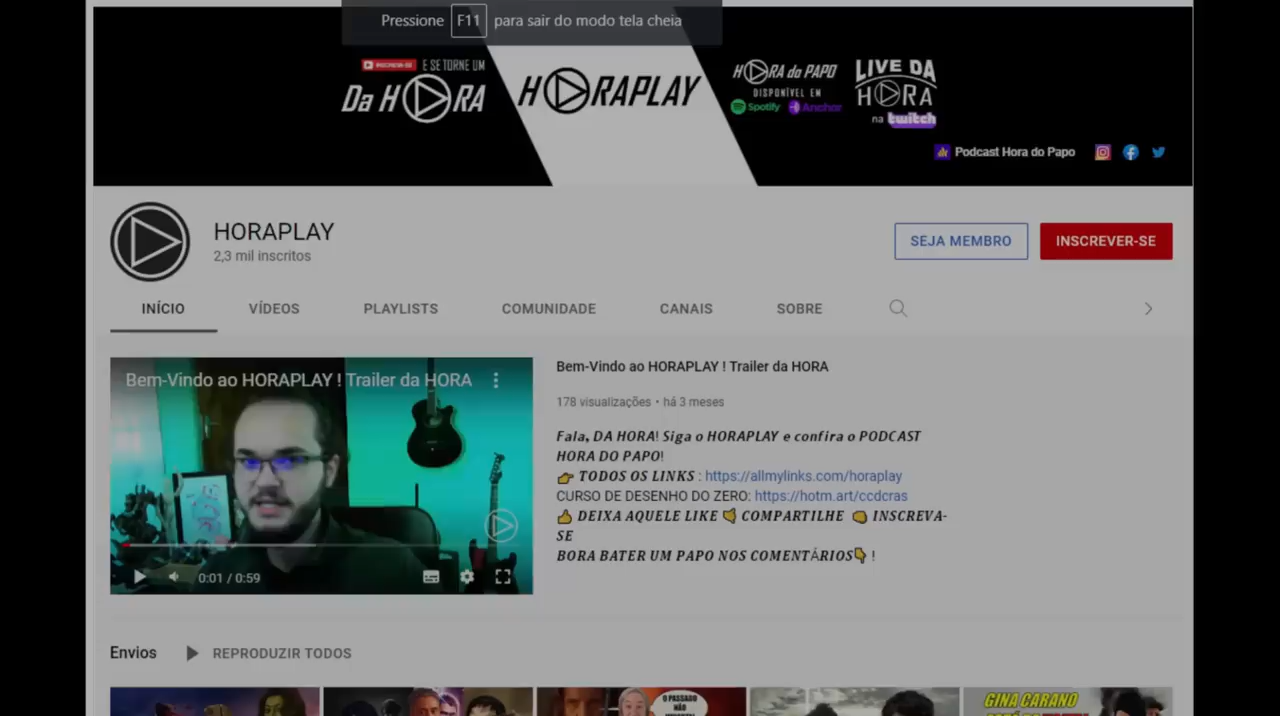 Pressione F11 para sair do modo tela cheia
INSCREVA-SE E SE TORNE UM
DA HORA
HORAPLAY
HORA do PAPO
DISPONÍVEL EM
Spotify Anchor
LIVE DA
HORA
na twitch
Podcast Hora do Papo
HORAPLAY
2,3 mil inscritos
SEJA MEMBRO
INSCREVER-SE
INÍCIO VÍDEOS PLAYLISTS COMUNIDADE CANAIS SOBRE
Bem-Vindo ao HORAPLAY ! Trailer da HORA
0:01 / 0:59
Bem-Vindo ao HORAPLAY ! Trailer da HORA
178 visualizações • há 3 meses
Fala, DA HORA! Siga o HORAPLAY e confira o PODCAST
HORA DO PAPO!
👉 TODOS OS LINKS : https://allmylinks.com/horaplay
CURSO DE DESENHO DO ZERO: https://hotm.art/ccdcras
👍 DEIXA AQUELE LIKE 🤙 COMPARTILHE 👊 INSCREVA-
SE
BORA BATER UM PAPO NOS COMENTÁRIOS👇 !
Envios REPRODUZIR TODOS
O PASSADO
NÃO
GINA CARANO